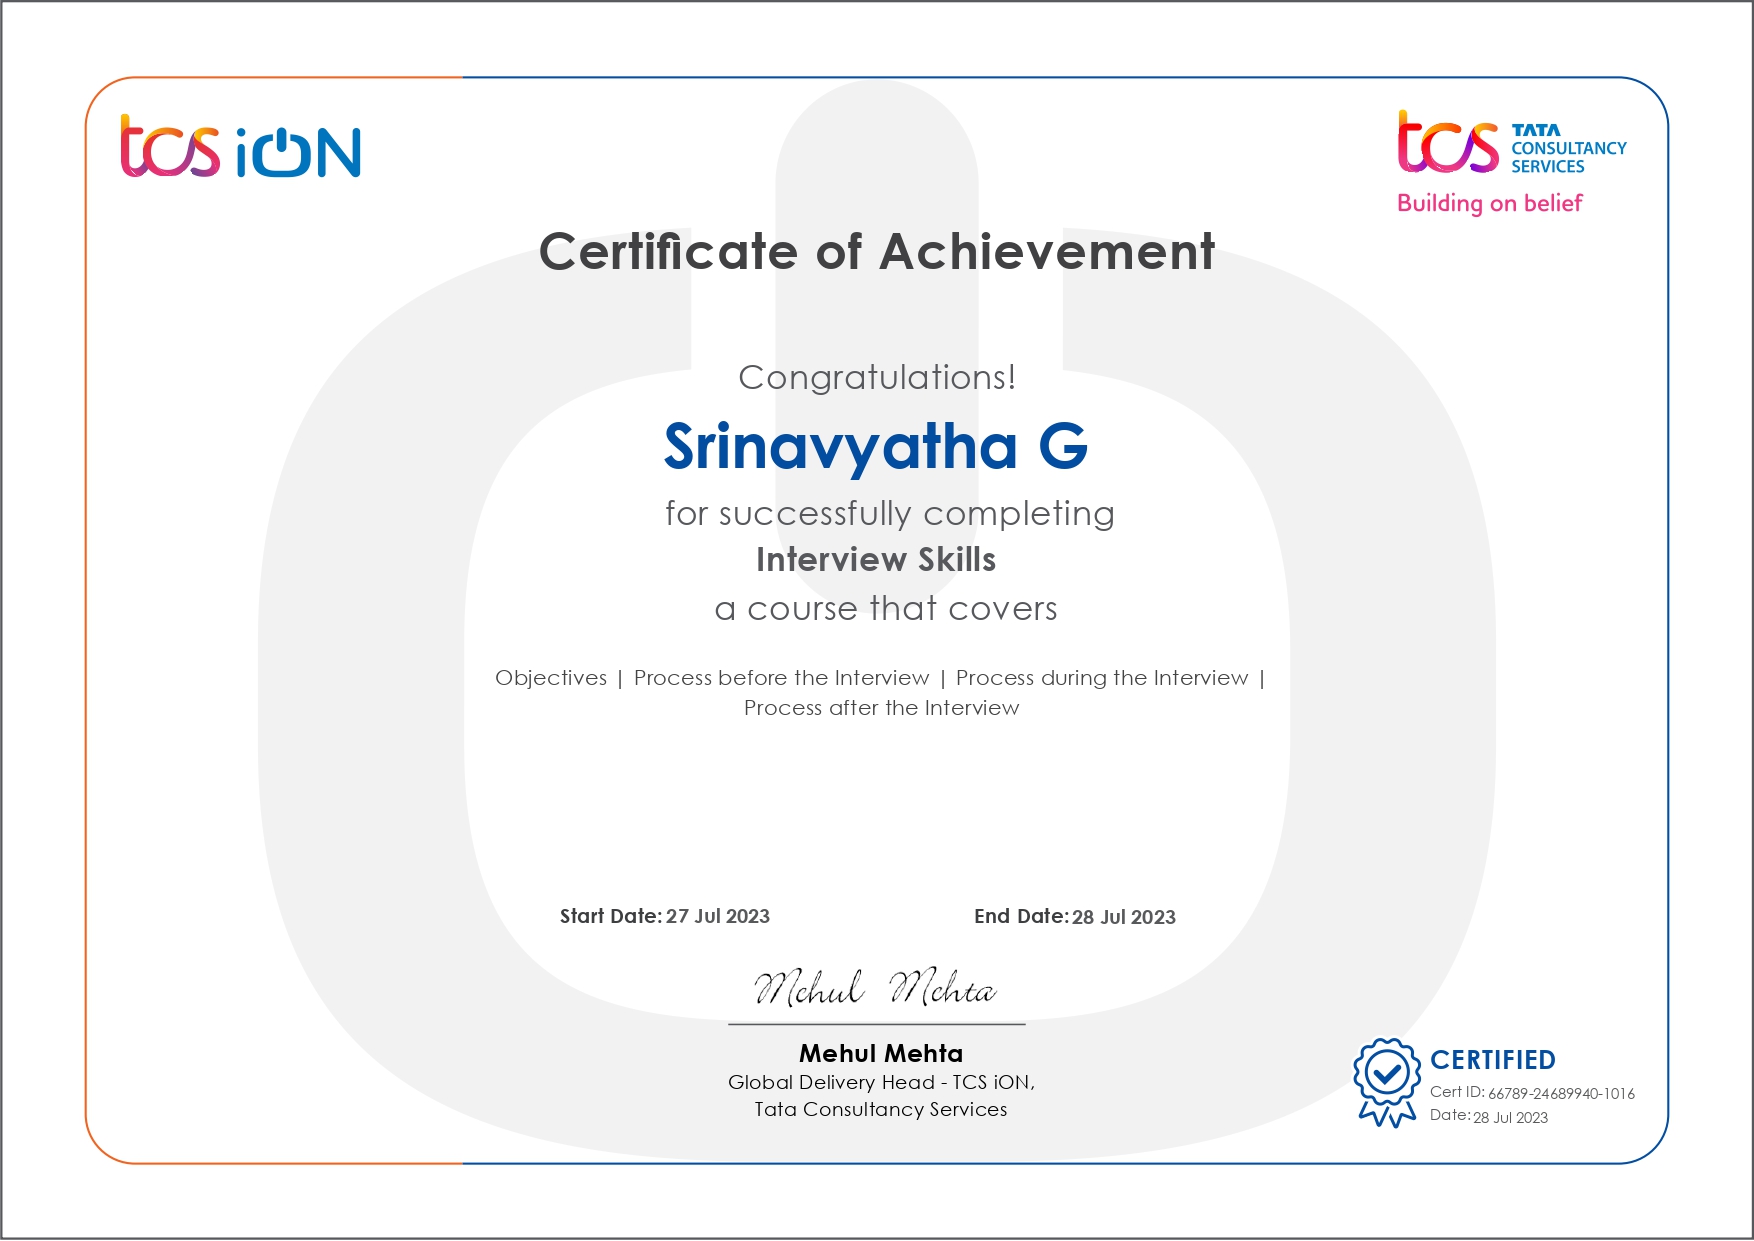 tcs iON
tcs TATA
CONSULTANCY
SERVICES
Building on belief
Certificate of Achievement
Congratulations!
Srinavyatha G
for successfully completing
Interview Skills
a course that covers
Objectives | Process before the Interview | Process during the Interview |
Process after the Interview
Start Date: 27 Jul 2023 End Date: 28 Jul 2023
Mehul Mehta
Mehul Mehta
Global Delivery Head - TCS iON,
Tata Consultancy Services
CERTIFIED
Cert ID: 66789-24689940-1016
Date: 28 Jul 2023